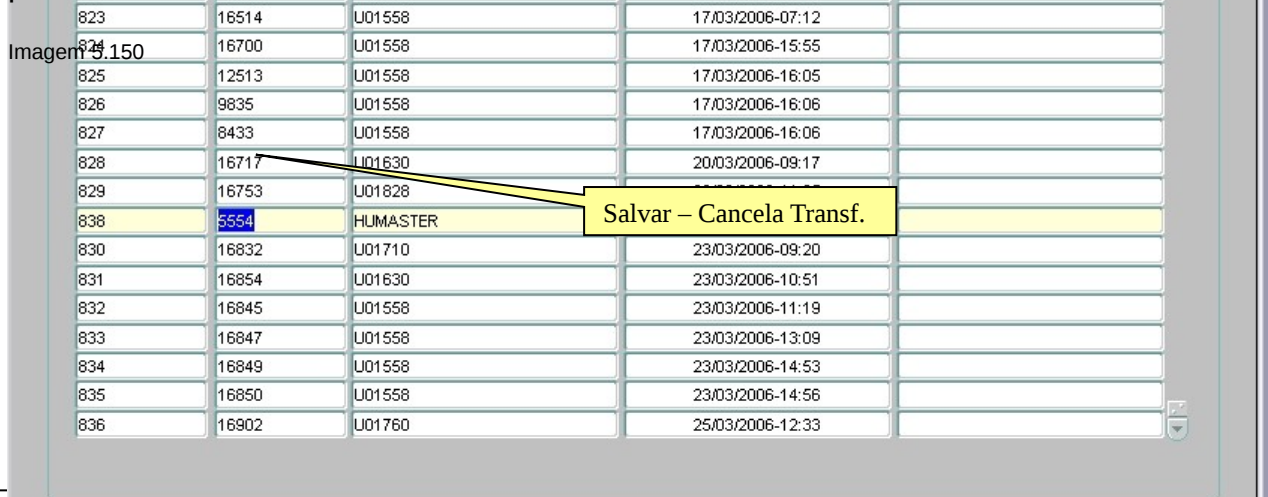 823 16514 U01558 17/03/2006-07:12
Imagem 5.150
16700 U01558 17/03/2006-15:55
825 12513 U01558 17/03/2006-16:05
826 9835 U01558 17/03/2006-16:06
827 8433 U01558 17/03/2006-16:06
828 16717 U01630 20/03/2006-09:17
829 16753 U01828
Salvar – Cancela Transf.
838 5554 HUMASTER
830 16832 U01710 23/03/2006-09:20
831 16854 U01630 23/03/2006-10:51
832 16845 U01558 23/03/2006-11:19
833 16847 U01558 23/03/2006-13:09
834 16849 U01558 23/03/2006-14:53
835 16850 U01558 23/03/2006-14:56
836 16902 U01760 25/03/2006-12:33